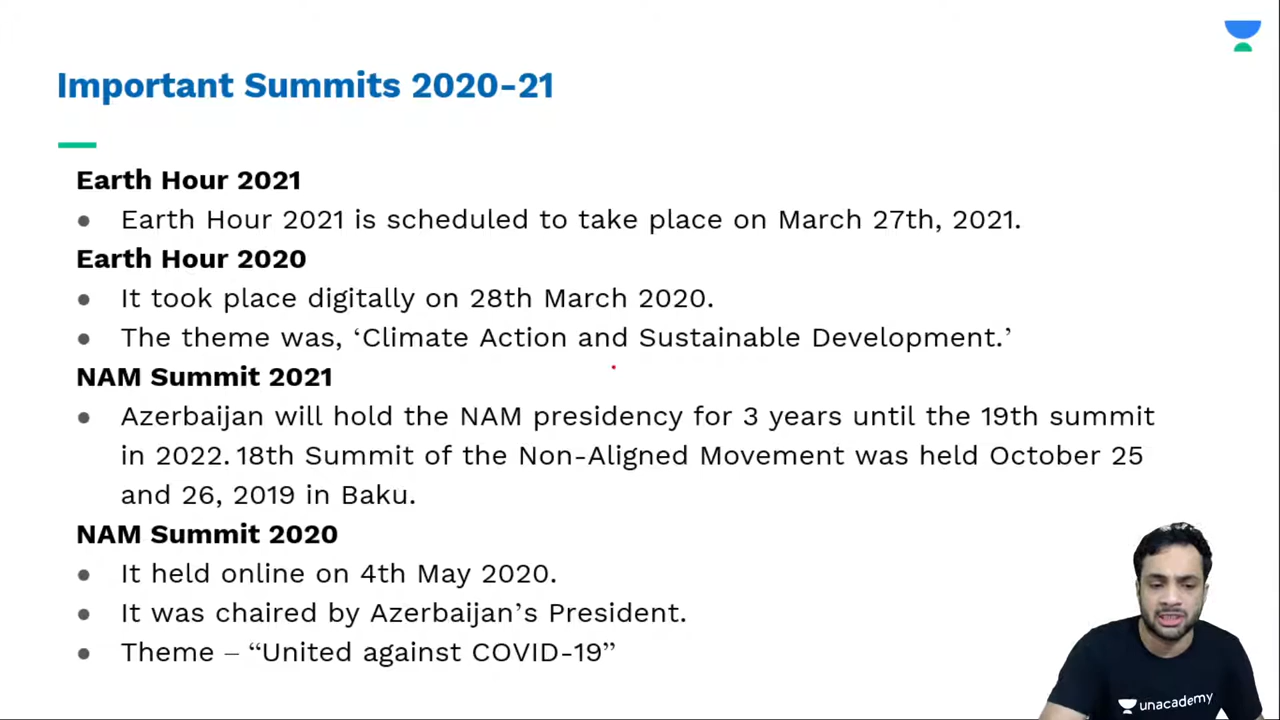 Important Summits 2020-21
Earth Hour 2021
● Earth Hour 2021 is scheduled to take place on March 27th, 2021.
Earth Hour 2020
● It took place digitally on 28th March 2020.
● The theme was, ‘Climate Action and Sustainable Development.’
NAM Summit 2021
● Azerbaijan will hold the NAM presidency for 3 years until the 19th summit
in 2022. 18th Summit of the Non-Aligned Movement was held October 25
and 26, 2019 in Baku.
NAM Summit 2020
● It held online on 4th May 2020.
● It was chaired by Azerbaijan’s President.
● Theme – “United against COVID-19”
unacademy